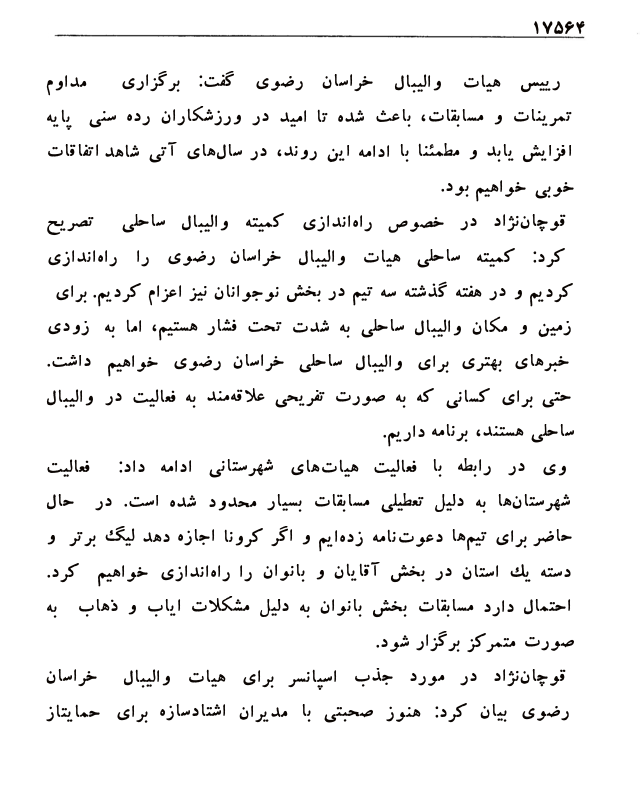 ۱۷۵۶۴
رییس هیات والیبال خراسان رضوی گفت: برگزاری مداوم
تمرینات و مسابقات، باعث شده تا امید در ورزشکاران رده سنی پایه
افزایش یابد و مطمئنا با ادامه این روند، در سال‌های آتی شاهد اتفاقات
خوبی خواهیم بود.
قوچان‌نژاد در خصوص راه‌اندازی کمیته والیبال ساحلی تصریح
کرد: کمیته ساحلی هیات والیبال خراسان رضوی را راه‌اندازی
کردیم و در هفته گذشته سه تیم در بخش نوجوانان نیز اعزام کردیم. برای
زمین و مکان والیبال ساحلی به شدت تحت فشار هستیم، اما به زودی
خبرهای بهتری برای والیبال ساحلی خراسان رضوی خواهیم داشت.
حتی برای کسانی که به صورت تفریحی علاقه‌مند به فعالیت در والیبال
ساحلی هستند، برنامه داریم.
وی در رابطه با فعالیت هیات‌های شهرستانی ادامه داد: فعالیت
شهرستان‌ها به دلیل تعطیلی مسابقات بسیار محدود شده است. در حال
حاضر برای تیم‌ها دعوت‌نامه زده‌ایم و اگر کرونا اجازه دهد لیگ برتر و
دسته یك استان در بخش آقایان و بانوان را راه‌اندازی خواهیم کرد.
احتمال دارد مسابقات بخش بانوان به دلیل مشکلات ایاب و ذهاب به
صورت متمرکز برگزار شود.
قوچان‌نژاد در مورد جذب اسپانسر برای هیات والیبال خراسان
رضوی بیان کرد: هنوز صحبتی با مدیران اشتادسازه برای حمایتاز